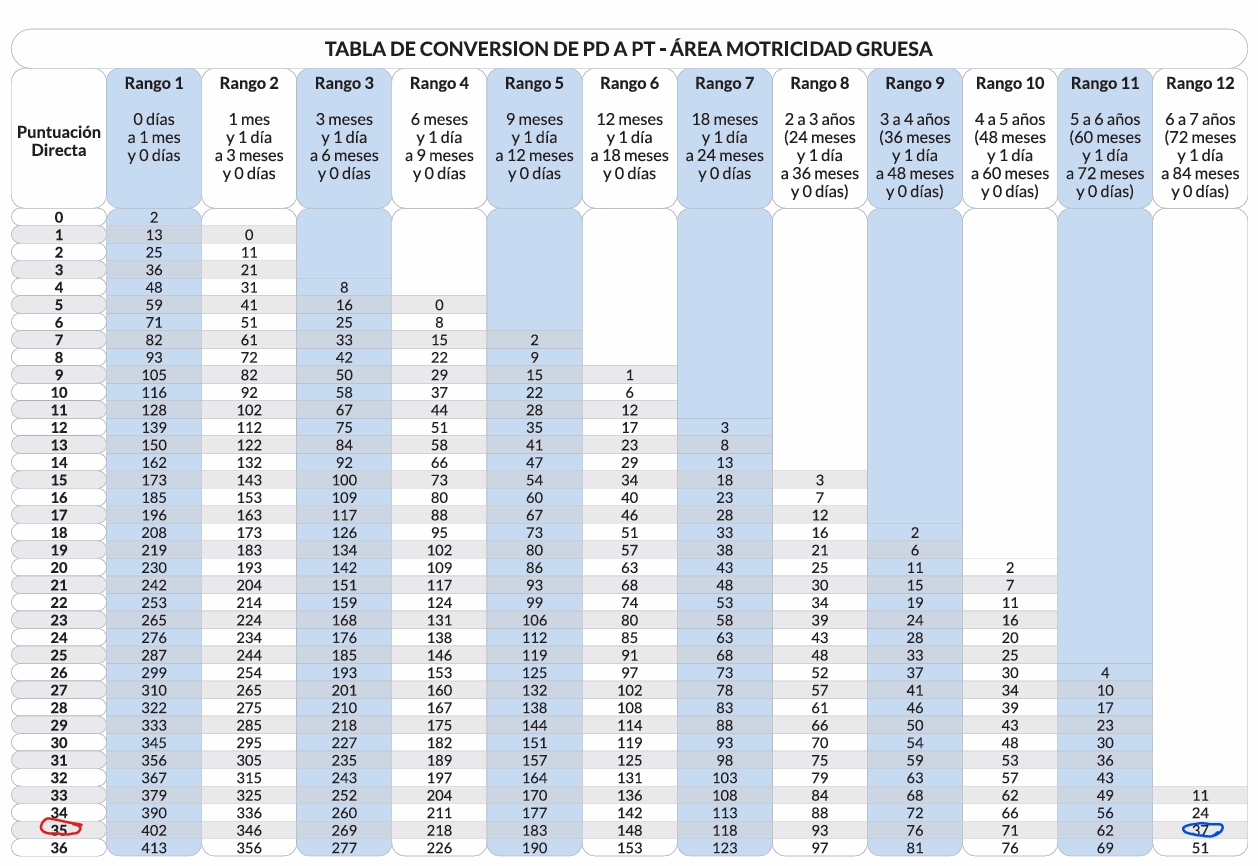 TABLA DE CONVERSION DE PD A PT - ÁREA MOTRICIDAD GRUESA
Puntuación Directa Rango 1 Rango 2 Rango 3 Rango 4 Rango 5 Rango 6 Rango 7 Rango 8 Rango 9 Rango 10 Rango 11 Rango 12
0 días 1 mes 3 meses 6 meses 9 meses 12 meses 18 meses 2 a 3 años 3 a 4 años 4 a 5 años 5 a 6 años 6 a 7 años
a 1 mes y 1 día y 1 día y 1 día y 1 día y 1 día y 1 día (24 meses (36 meses (48 meses (60 meses (72 meses
y 0 días a 3 meses a 6 meses a 9 meses a 12 meses a 18 meses a 24 meses y 1 día y 1 día y 1 día y 1 día y 1 día
y 0 días y 0 días y 0 días y 0 días y 0 días y 0 días a 36 meses a 48 meses a 60 meses a 72 meses a 84 meses
y 0 días) y 0 días) y 0 días) y 0 días) y 0 días)
0 2
1 13 0
2 25 11
3 36 21
4 48 31 8
5 59 41 16 0
6 71 51 25 8
7 82 61 33 15 2
8 93 72 42 22 9
9 105 82 50 29 15 1
10 116 92 58 37 22 6
11 128 102 67 44 28 12
12 139 112 75 51 35 17 3
13 150 122 84 58 41 23 8
14 162 132 92 66 47 29 13
15 173 143 100 73 54 34 18 3
16 185 153 109 80 60 40 23 7
17 196 163 117 88 67 46 28 12
18 208 173 126 95 73 51 33 16 2
19 219 183 134 102 80 57 38 21 6
20 230 193 142 109 86 63 43 25 11 2
21 242 204 151 117 93 68 48 30 15 7
22 253 214 159 124 99 74 53 34 19 11
23 265 224 168 131 106 80 58 39 24 16
24 276 234 176 138 112 85 63 43 28 20
25 287 244 185 146 119 91 68 48 33 25
26 299 254 193 153 125 97 73 52 37 30 4
27 310 265 201 160 132 102 78 57 41 34 10
28 322 275 210 167 138 108 83 61 46 39 17
29 333 285 218 175 144 114 88 66 50 43 23
30 345 295 227 182 151 119 93 70 54 48 30
31 356 305 235 189 157 125 98 75 59 53 36
32 367 315 243 197 164 131 103 79 63 57 43
33 379 325 252 204 170 136 108 84 68 62 49 11
34 390 336 260 211 177 142 113 88 72 66 56 24
35 402 346 269 218 183 148 118 93 76 71 62 37
36 413 356 277 226 190 153 123 97 81 76 69 51